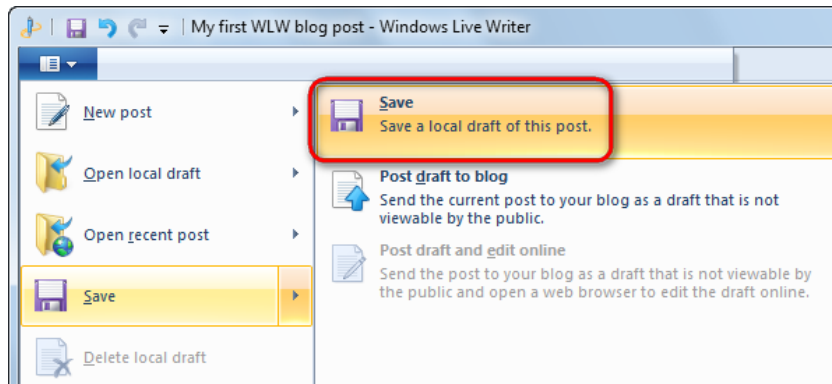 My first WLW blog post - Windows Live Writer
New post
Open local draft
Open recent post
Save
Delete local draft
Save
Save a local draft of this post.
Post draft to blog
Send the current post to your blog as a draft that is not
viewable by the public.
Post draft and edit online
Send the post to your blog as a draft that is not viewable by
the public and open a web browser to edit the draft online.